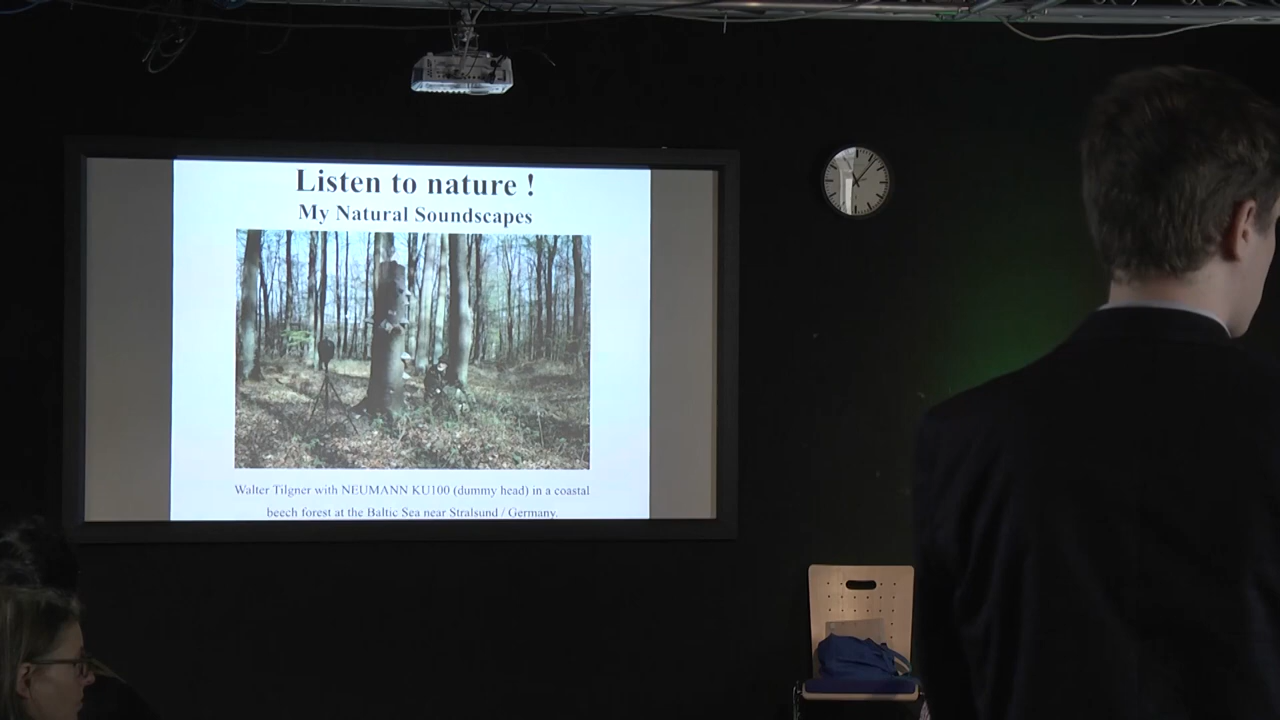 Listen to nature !
My Natural Soundscapes
Walter Tilgner with NEUMANN KU100 (dummy head) in a coastal
beech forest at the Baltic Sea near Stralsund / Germany.